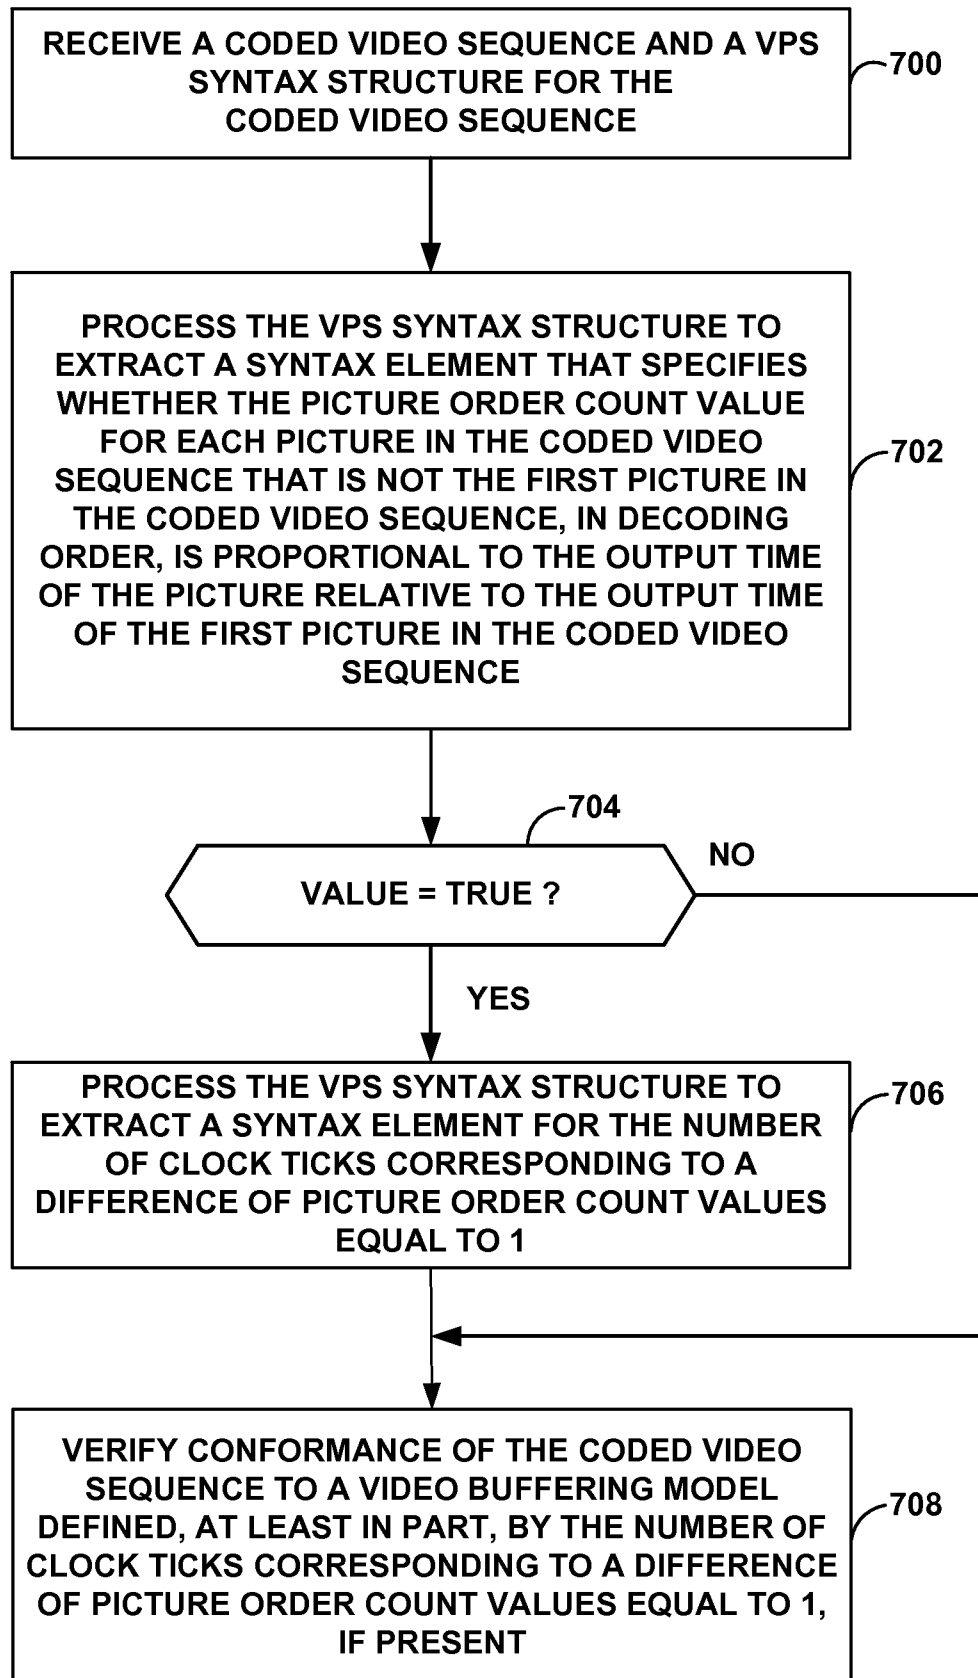 RECEIVE A CODED VIDEO SEQUENCE AND A VPS
SYNTAX STRUCTURE FOR THE
CODED VIDEO SEQUENCE
700
PROCESS THE VPS SYNTAX STRUCTURE TO
EXTRACT A SYNTAX ELEMENT THAT SPECIFIES
WHETHER THE PICTURE ORDER COUNT VALUE
FOR EACH PICTURE IN THE CODED VIDEO
SEQUENCE THAT IS NOT THE FIRST PICTURE IN
THE CODED VIDEO SEQUENCE, IN DECODING
ORDER, IS PROPORTIONAL TO THE OUTPUT TIME
OF THE PICTURE RELATIVE TO THE OUTPUT TIME
OF THE FIRST PICTURE IN THE CODED VIDEO
SEQUENCE
702
704
VALUE = TRUE ?
NO
YES
PROCESS THE VPS SYNTAX STRUCTURE TO
EXTRACT A SYNTAX ELEMENT FOR THE NUMBER
OF CLOCK TICKS CORRESPONDING TO A
DIFFERENCE OF PICTURE ORDER COUNT VALUES
EQUAL TO 1
706
VERIFY CONFORMANCE OF THE CODED VIDEO
SEQUENCE TO A VIDEO BUFFERING MODEL
DEFINED, AT LEAST IN PART, BY THE NUMBER OF
CLOCK TICKS CORRESPONDING TO A DIFFERENCE
OF PICTURE ORDER COUNT VALUES EQUAL TO 1,
IF PRESENT
708